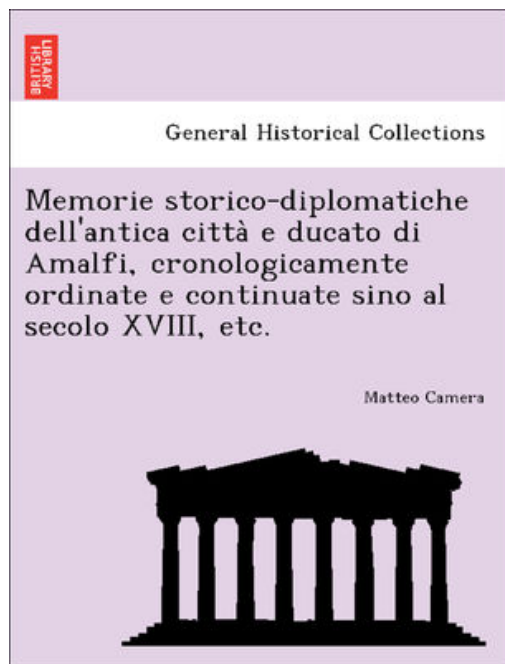 BRITISH
LIBRARY
General Historical Collections
Memorie storico-diplomatiche
dell'antica città e ducato di
Amalfi, cronologicamente
ordinate e continuate sino al
secolo XVIII, etc.
Matteo Camera